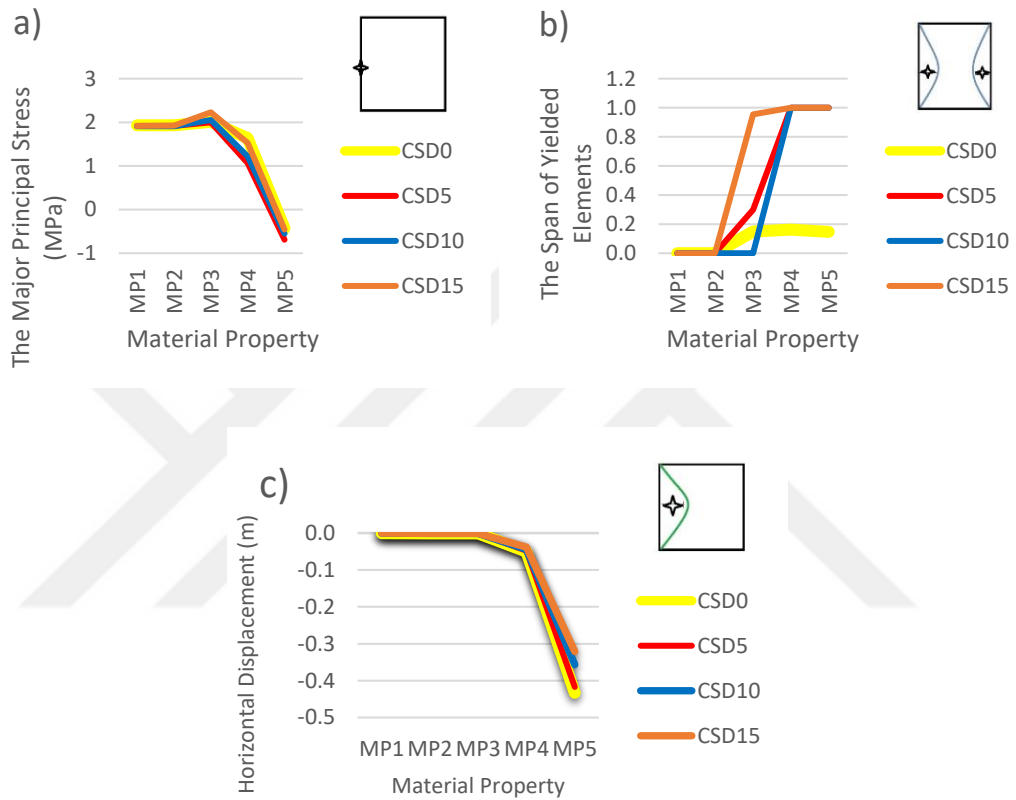 a)
The Major Principal Stress
(MPa)
3
2
1
0
-1
MP1
MP2
MP3
MP4
MP5
Material Property
CSD0
CSD5
CSD10
CSD15
b)
The Span of Yielded
Elements
1.2
1.0
0.8
0.6
0.4
0.2
0.0
MP1
MP2
MP3
MP4
MP5
Material Property
CSD0
CSD5
CSD10
CSD15
c)
Horizontal Displacement (m)
0.0
-0.1
-0.2
-0.3
-0.4
-0.5
MP1 MP2 MP3 MP4 MP5
Material Property
CSD0
CSD5
CSD10
CSD15